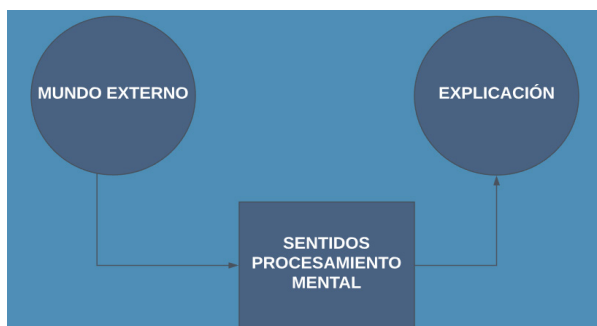 MUNDO EXTERNO
EXPLICACIÓN
SENTIDOS
PROCESAMIENTO
MENTAL